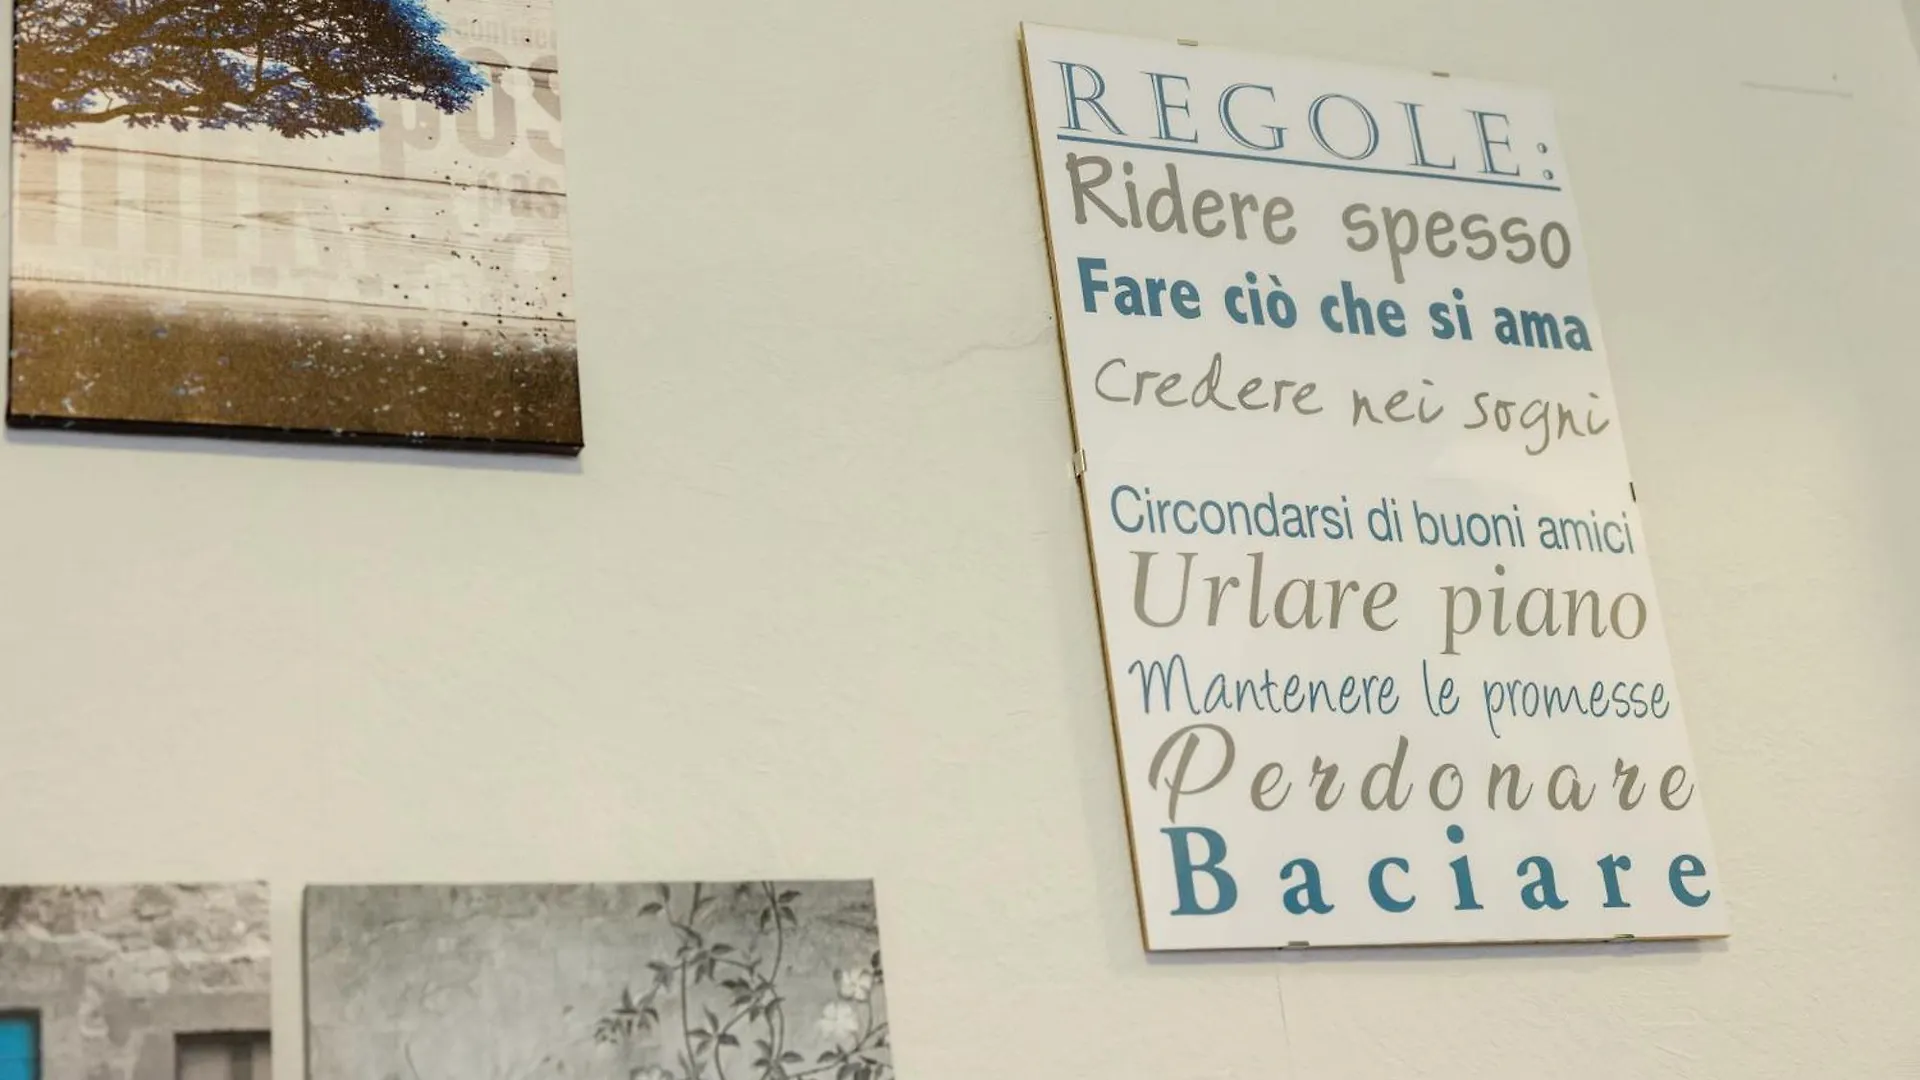 REGOLE:
Ridere spesso
Fare ciò che si ama
Credere nei sogni
Circondarsi di buoni amici
Urlare piano
Mantenere le promesse
Perdonare
Baciare